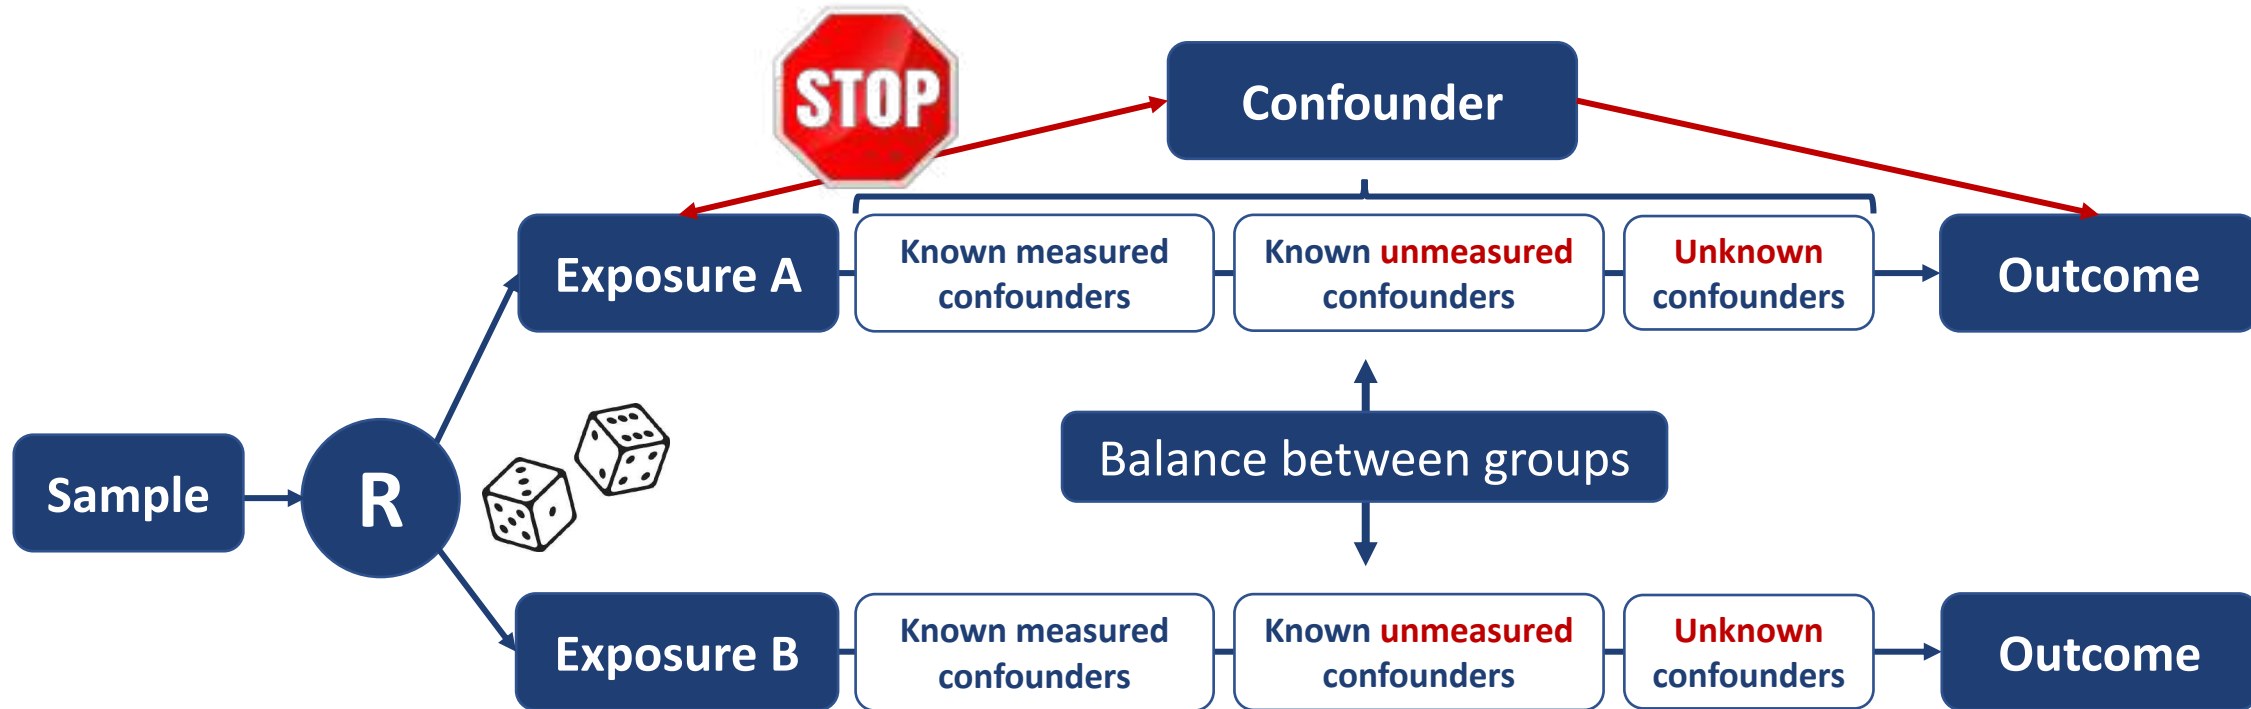 STOP
Confounder
Exposure A
Known measured
confounders
Known unmeasured
confounders
Unknown
confounders
Outcome
Sample
R
Balance between groups
Exposure B
Known measured
confounders
Known unmeasured
confounders
Unknown
confounders
Outcome